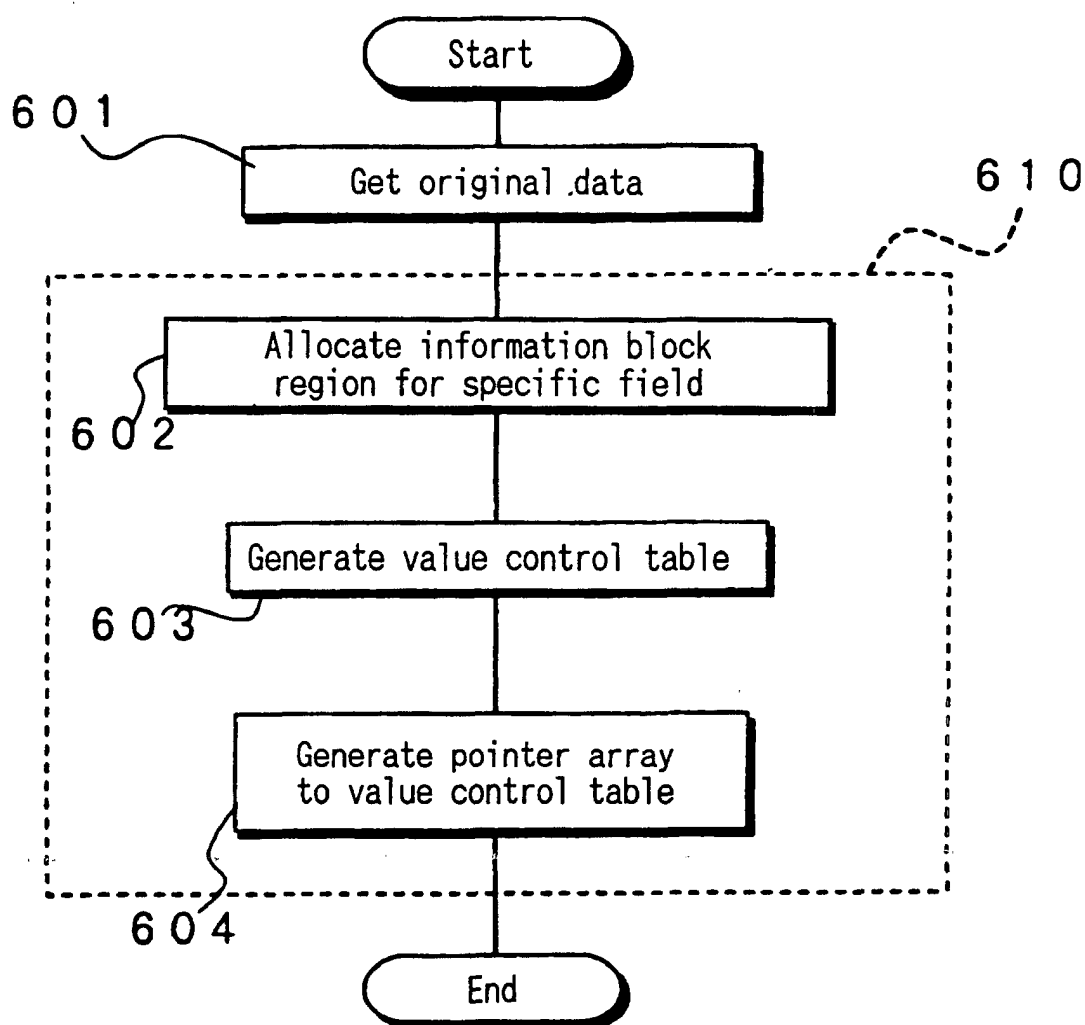 Start
601
Get original data
610
Allocate information block
region for specific field
602
Generate value control table
603
Generate pointer array
to value control table
604
End